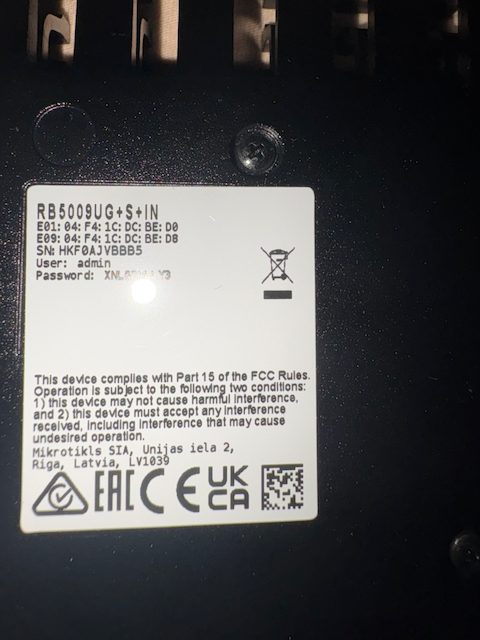 RB5009UG+S+IN
E01: 04: F4: 1C: DC: BE: D0
E09: 04: F4: 1C: DC: BE: D8
SN: HKF0AJVBBB5
User: admin
Password:
This device complies with Part 15 of the FCC Rules.
Operation is subject to the following two conditions:
1) this device may not cause harmful interference,
and 2) this device must accept any interference
received, including interference that may cause
undesired operation.
Mikrotikls SIA, Unijas iela 2,
Riga, Latvia, LV1039
EAC CE UK
CA